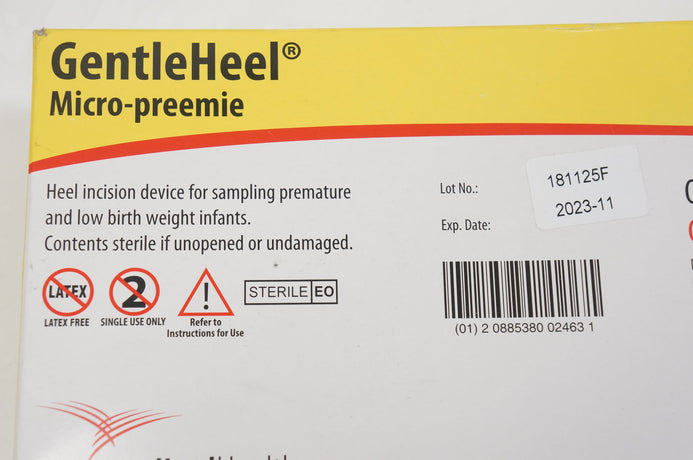 GentleHeel®
Micro-preemie
Heel incision device for sampling premature
and low birth weight infants.
Contents sterile if unopened or undamaged.
Lot No.: 181125F
Exp. Date: 2023-11
LATEX
LATEX FREE
2
SINGLE USE ONLY
!
Refer to
Instructions for Use
STERILE EO
(01) 2 0885380 02463 1